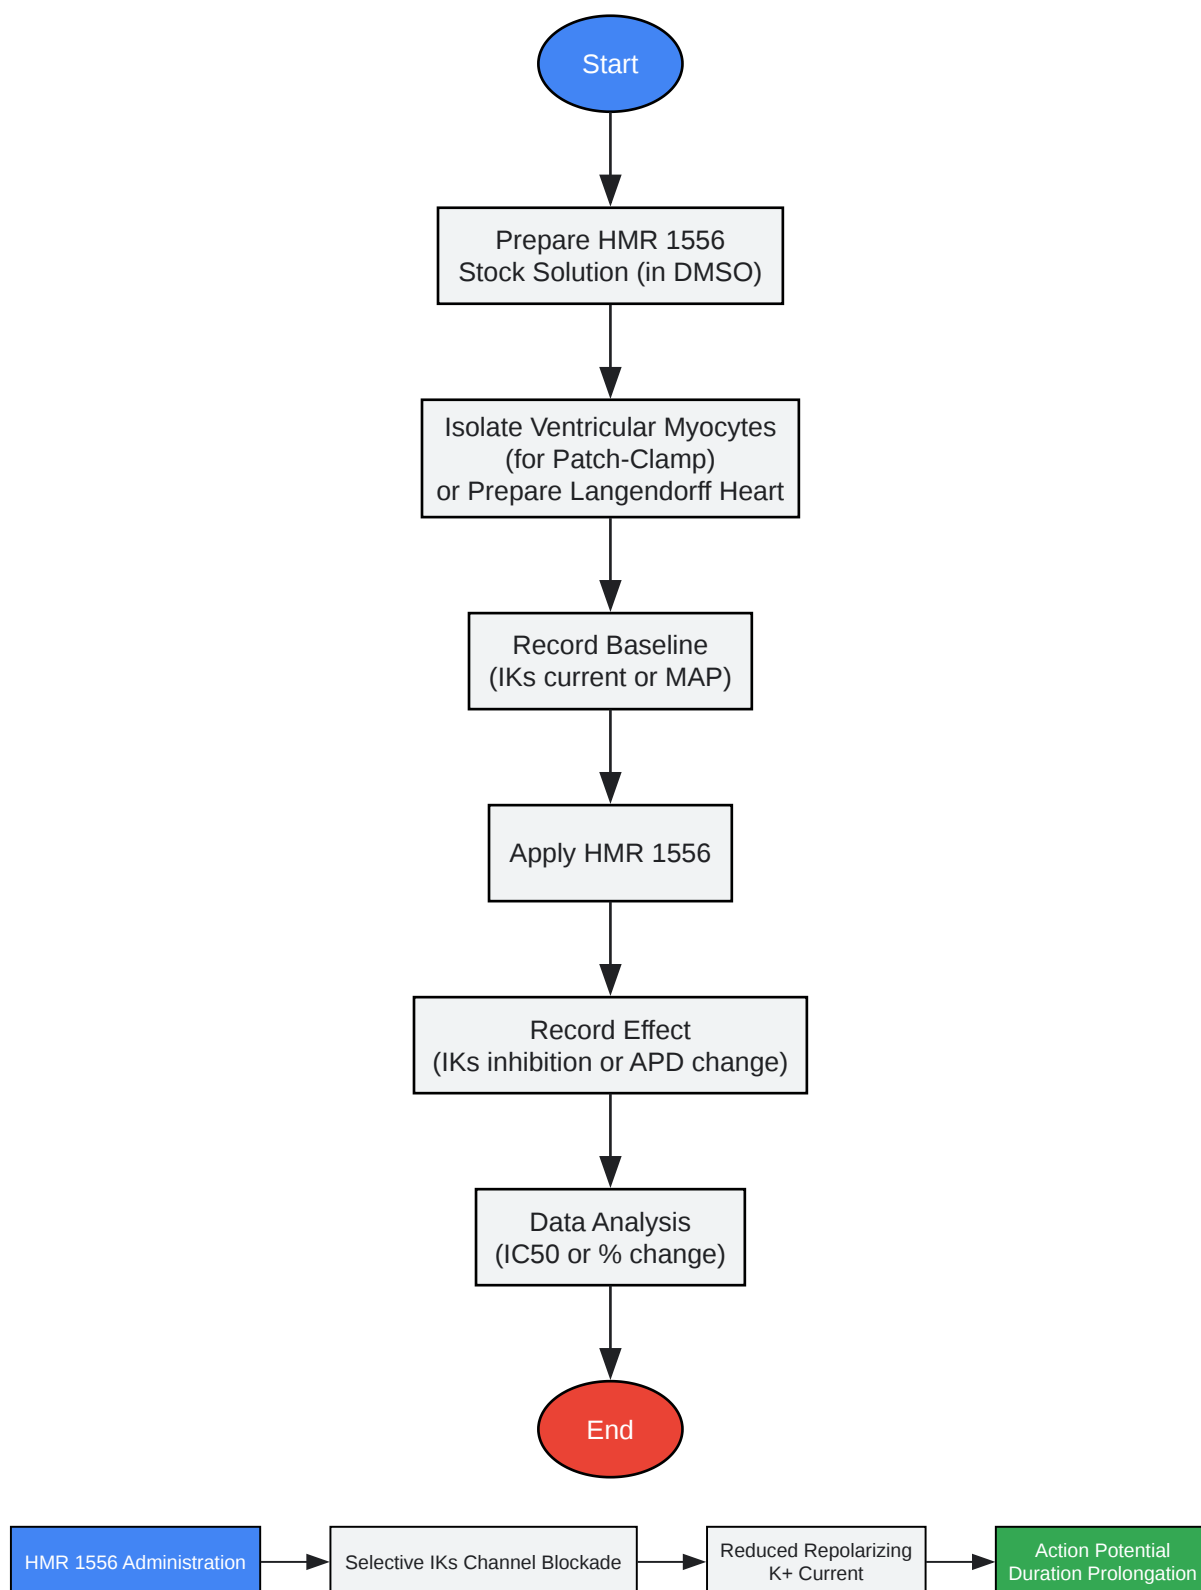 Start
Prepare HMR 1556
Stock Solution (in DMSO)
Isolate Ventricular Myocytes
(for Patch-Clamp)
or Prepare Langendorff Heart
Record Baseline
(IKs current or MAP)
Apply HMR 1556
Record Effect
(IKs inhibition or APD change)
Data Analysis
(IC50 or % change)
End
HMR 1556 Administration
Selective IKs Channel Blockade
Reduced Repolarizing
K+ Current
Action Potential
Duration Prolongation